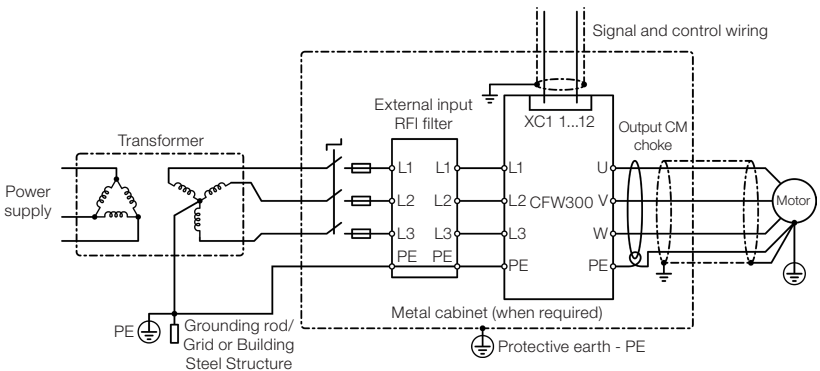 Signal and control wiring
External input
RFI filter
XC1 1...12
Output CM
choke
Transformer
Power
supply
L1 L1 L1 U
L2 L2 L2 CFW300 V Motor
L3 L3 L3 W
PE PE PE PE
Metal cabinet (when required)
PE
Grounding rod/
Grid or Building
Steel Structure
Protective earth - PE